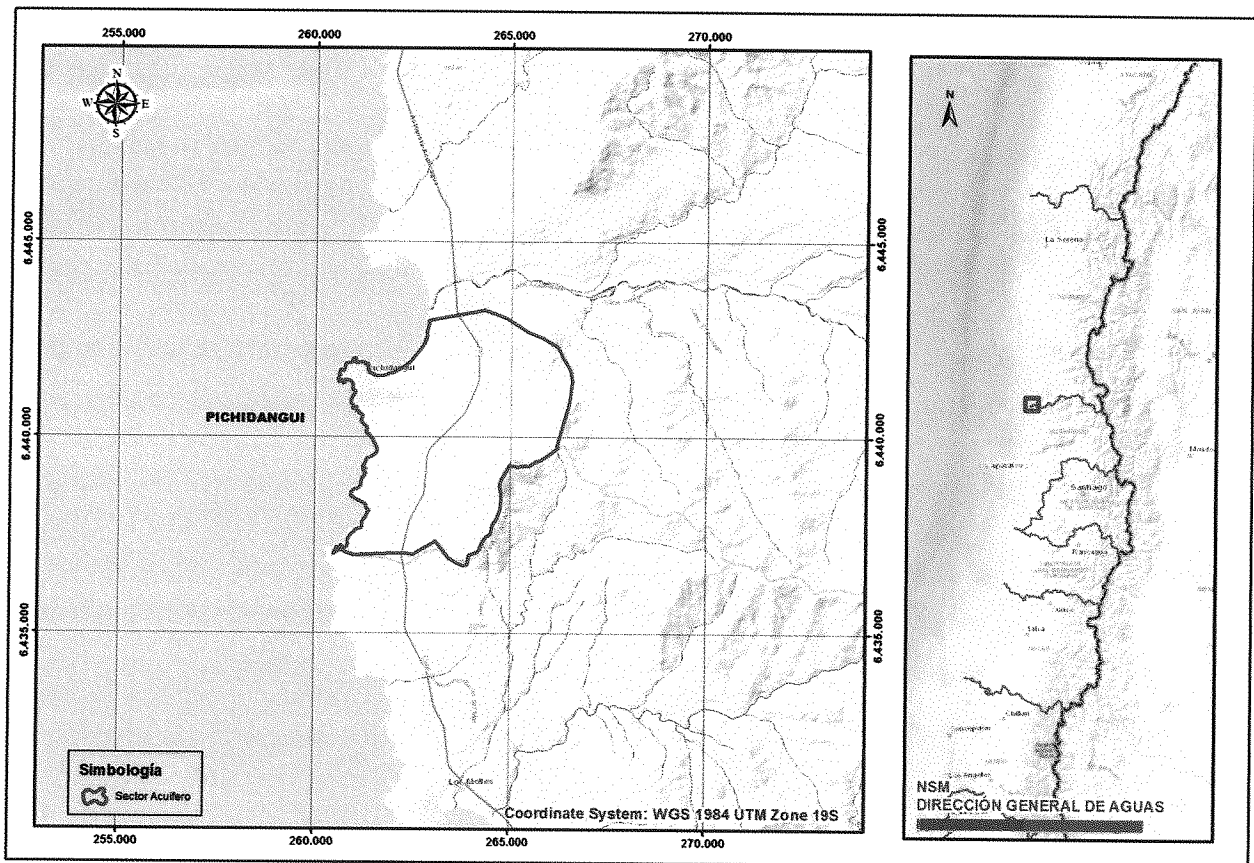 255.000 260.000 265.000 270.000
N
W E
S
6.445.000 6.445.000
Pichidangui
PICHIDANGUI
6.440.000 6.440.000
6.435.000 6.435.000
Simbología
Sector Acuífero
Los Molles
Coordinate System: WGS 1984 UTM Zone 19S
255.000 260.000 265.000 270.000
N
La Serena
Valparaíso
Santiago
Rancagua
Talca
Chillán
Concepción
Los Angeles
NSM
DIRECCIÓN GENERAL DE AGUAS